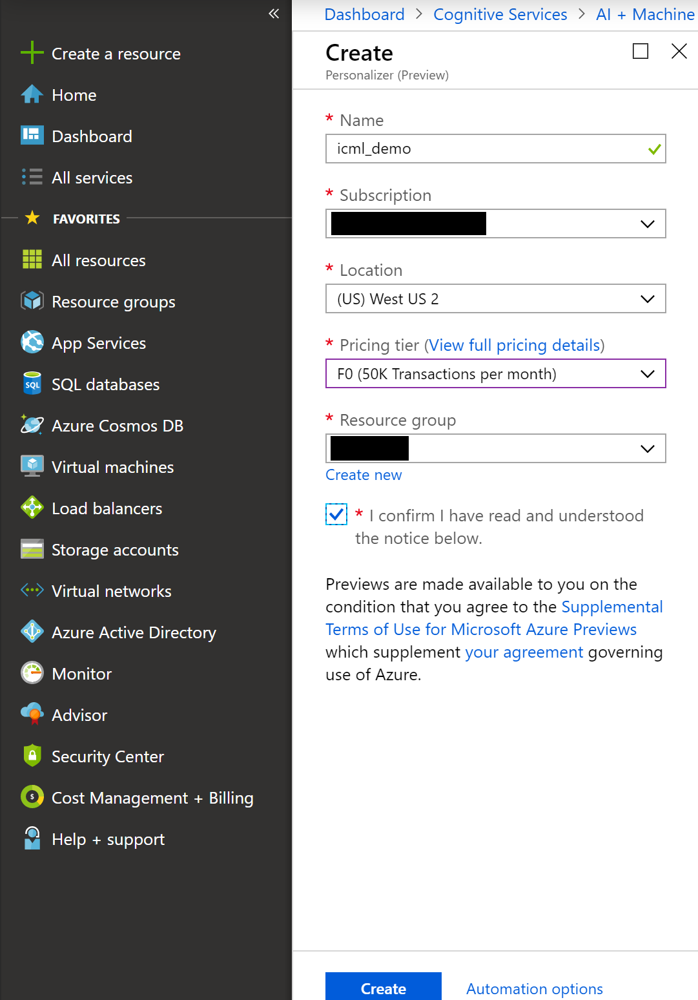 «
Create a resource
Home
Dashboard
All services
FAVORITES
All resources
Resource groups
App Services
SQL
SQL databases
Azure Cosmos DB
Virtual machines
Load balancers
Storage accounts
Virtual networks
Azure Active Directory
Monitor
Advisor
Security Center
$
Cost Management + Billing
Help + support
Dashboard > Cognitive Services > AI + Machine
Create
Personalizer (Preview)
* Name
icml_demo
* Subscription
* Location
(US) West US 2
* Pricing tier (View full pricing details)
F0 (50K Transactions per month)
* Resource group
Create new
* I confirm I have read and understood
the notice below.
Previews are made available to you on the
condition that you agree to the Supplemental
Terms of Use for Microsoft Azure Previews
which supplement your agreement governing
use of Azure.
Create
Automation options